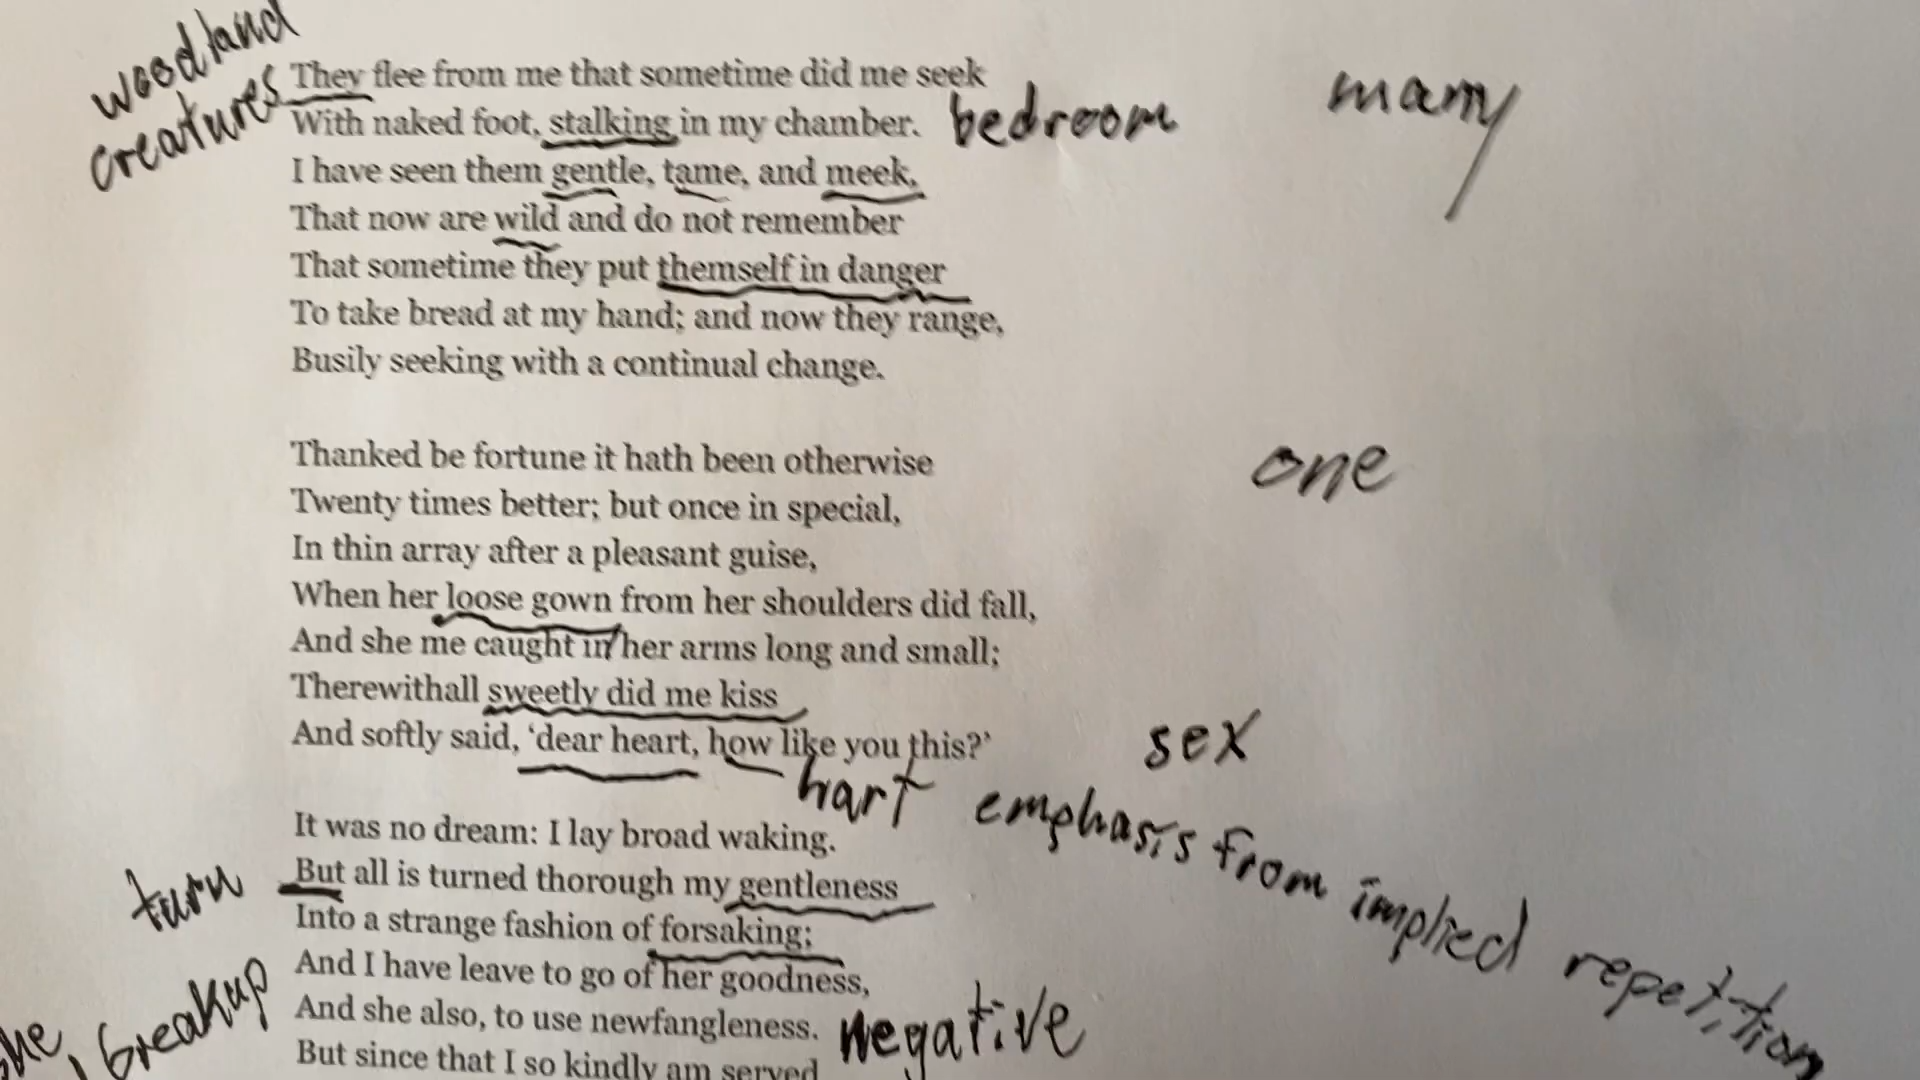 woodland
creatures
They flee from me that sometime did me seek
With naked foot, stalking in my chamber. bedroom many
I have seen them gentle, tame, and meek,
That now are wild and do not remember
That sometime they put themself in danger
To take bread at my hand; and now they range,
Busily seeking with a continual change.
Thanked be fortune it hath been otherwise one
Twenty times better; but once in special,
In thin array after a pleasant guise,
When her loose gown from her shoulders did fall,
And she me caught in her arms long and small;
Therewithall sweetly did me kiss
And softly said, ‘dear heart, how like you this?’ sex
hart emphasis from implied repetition
It was no dream: I lay broad waking.
turn But all is turned thorough my gentleness
Into a strange fashion of forsaking;
And I have leave to go of her goodness,
breakup And she also, to use newfangleness. negative
But since that I so kindly am served